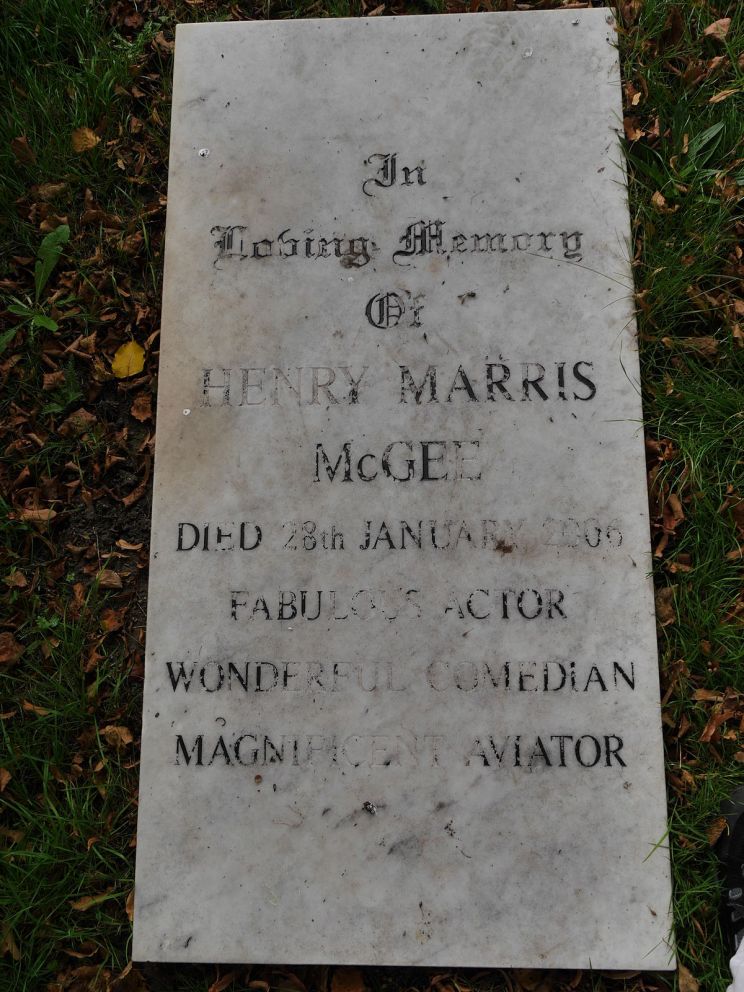 In
Loving Memory
Of
HENRY MARRIS
McGEE
DIED 28th JANUARY 2006
FABULOUS ACTOR
WONDERFUL COMEDIAN
MAGNIFICENT AVIATOR